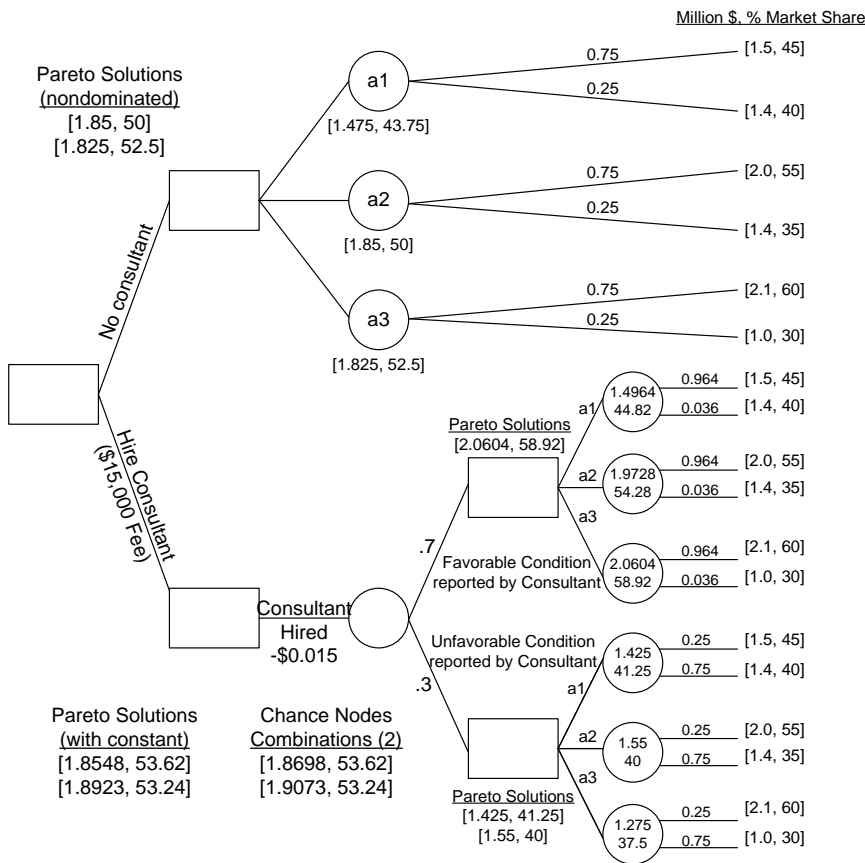 Million $, % Market Share
Pareto Solutions
(nondominated)
[1.85, 50]
[1.825, 52.5]
a1
[1.475, 43.75]
0.75
[1.5, 45]
0.25
[1.4, 40]
a2
[1.85, 50]
0.75
[2.0, 55]
0.25
[1.4, 35]
a3
[1.825, 52.5]
0.75
[2.1, 60]
0.25
[1.0, 30]
No consultant
Hire Consultant
($15,000 Fee)
Consultant
Hired
-$0.015
.7
Favorable Condition
reported by Consultant
Pareto Solutions
[2.0604, 58.92]
a1
1.4964
44.82
0.964
[1.5, 45]
0.036
[1.4, 40]
a2
1.9728
54.28
0.964
[2.0, 55]
0.036
[1.4, 35]
a3
2.0604
58.92
0.964
[2.1, 60]
0.036
[1.0, 30]
.3
Unfavorable Condition
reported by Consultant
a1
1.425
41.25
0.25
[1.5, 45]
0.75
[1.4, 40]
a2
1.55
40
0.25
[2.0, 55]
0.75
[1.4, 35]
a3
1.275
37.5
0.25
[2.1, 60]
0.75
[1.0, 30]
Pareto Solutions
[1.425, 41.25]
[1.55, 40]
Pareto Solutions
(with constant)
[1.8548, 53.62]
[1.8923, 53.24]
Chance Nodes
Combinations (2)
[1.8698, 53.62]
[1.9073, 53.24]